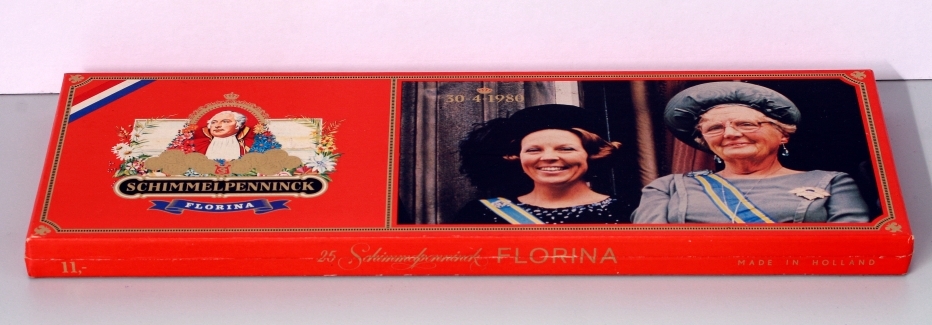 30-4-1980
SCHIMMELPENNINCK
FLORINA
25 Schimmelpenninck FLORINA
MADE IN HOLLAND
11,-